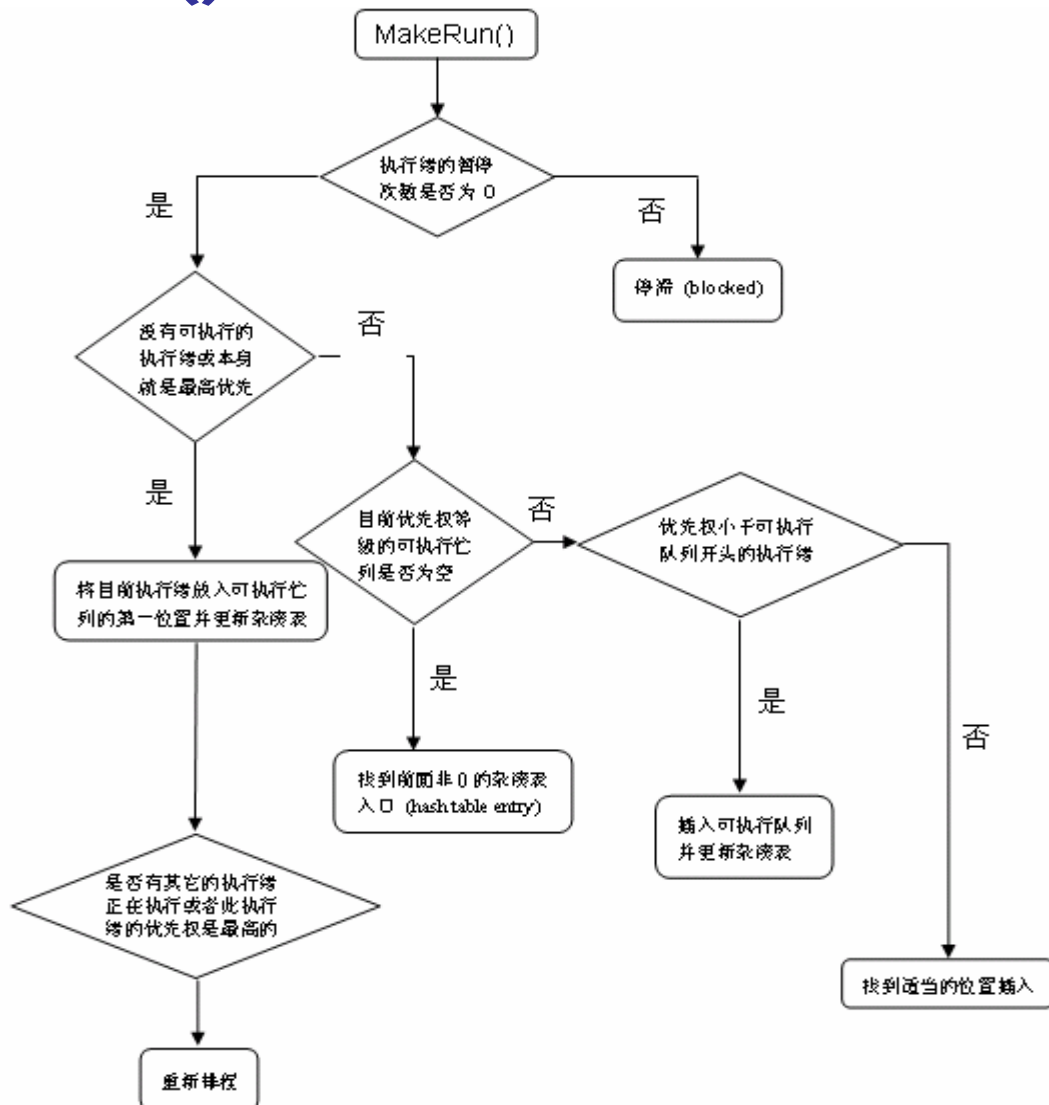 MakeRun()
执行绪的暂停
次数是否为 0
是
否
停滞 (blocked)
没有可执行的
执行绪或本身
就是最高优先
否
是
目前优先权等
级的可执行伫
列是否为空
否
优先权小于可执行
队列开头的执行绪
将目前执行绪放入可执行伫
列的第一位置并更新杂凑表
是
是
否
找到前面非 0 的杂凑表
入口 (hash table entry)
插入可执行队列
并更新杂凑表
是否有其它的执行绪
正在执行或者此执行
绪的优先权是最高的
找到适当的位置插入
重新排程